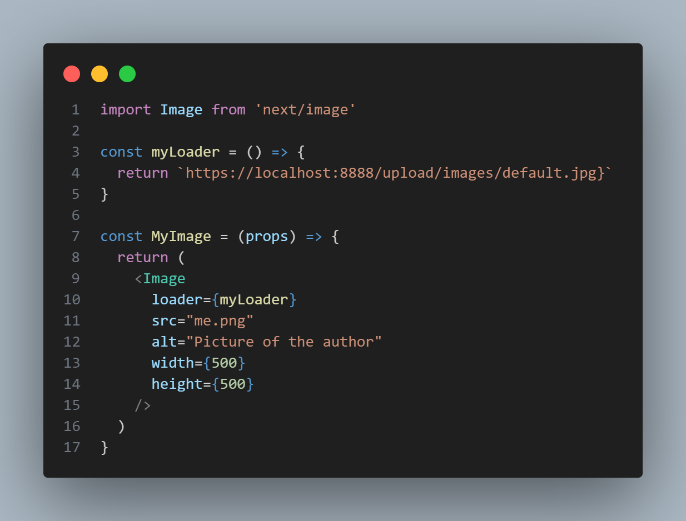 1 import Image from 'next/image'
2
3 const myLoader = () => {
4   return `https://localhost:8888/upload/images/default.jpg}`
5 }
6
7 const MyImage = (props) => {
8   return (
9     <Image
10       loader={myLoader}
11       src="me.png"
12       alt="Picture of the author"
13       width={500}
14       height={500}
15     />
16   )
17 }